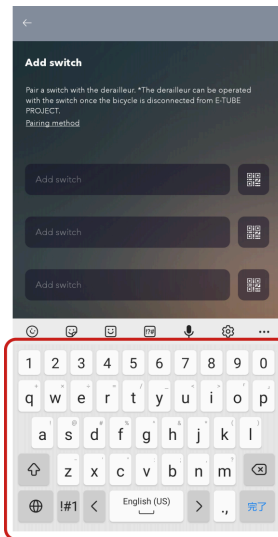 Add switch
Pair a switch with the derailleur. *The derailleur can be operated
with the switch once the bicycle is disconnected from E-TUBE
PROJECT.
Pairing method
Add switch
Add switch
Add switch
!?#
1 2 3 4 5 6 7 8 9 0
q w e r t y u i o p
a s d f g h j k l
z x c v b n m
!#1 < English (US) > ., 完了